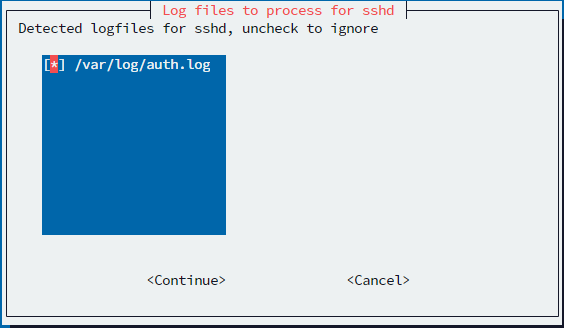 Log files to process for sshd
Detected logfiles for sshd, uncheck to ignore
[*] /var/log/auth.log
<Continue> <Cancel>